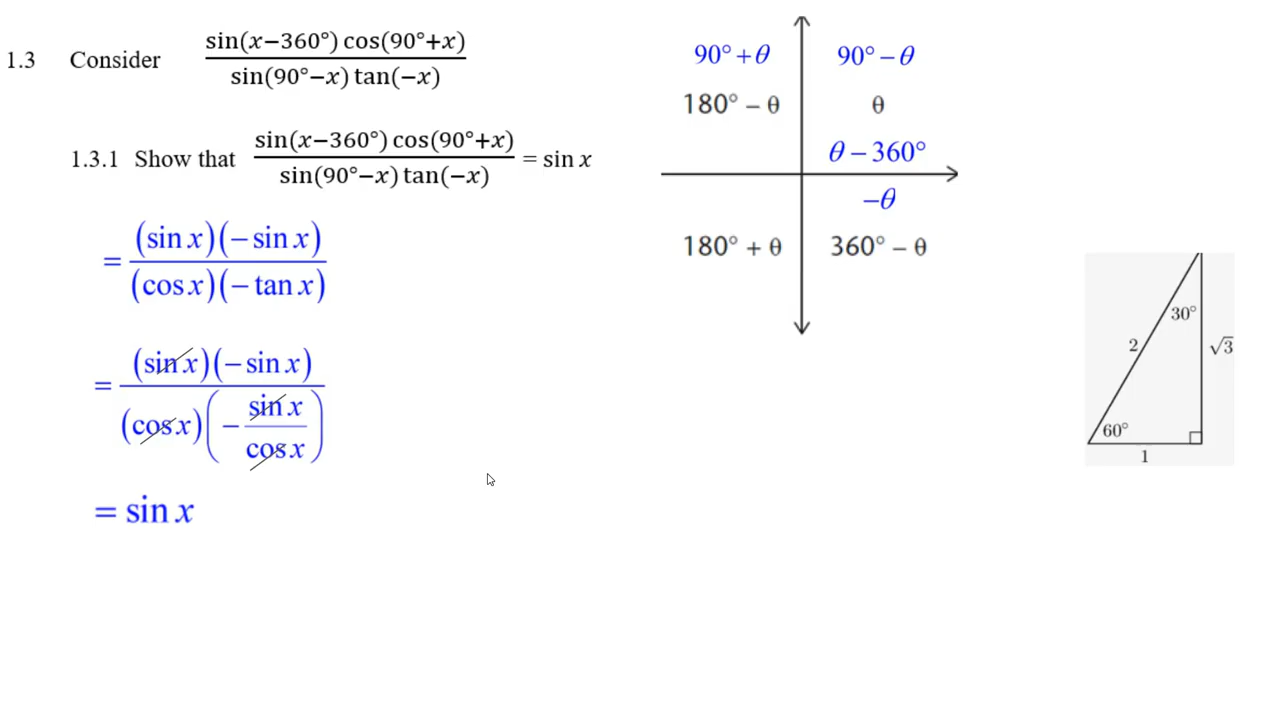 1.3 Consider sin(x−360°) cos(90°+x) / sin(90°−x) tan(−x)
1.3.1 Show that sin(x−360°) cos(90°+x) / sin(90°−x) tan(−x) = sin x
= (sin x)(−sin x) / (cos x)(−tan x)
= (sin x)(−sin x) / (cos x)(− sin x / cos x)
= sin x
90° + θ
90° − θ
180° − θ
θ
θ − 360°
−θ
180° + θ
360° − θ
30°
2
√3
60°
1